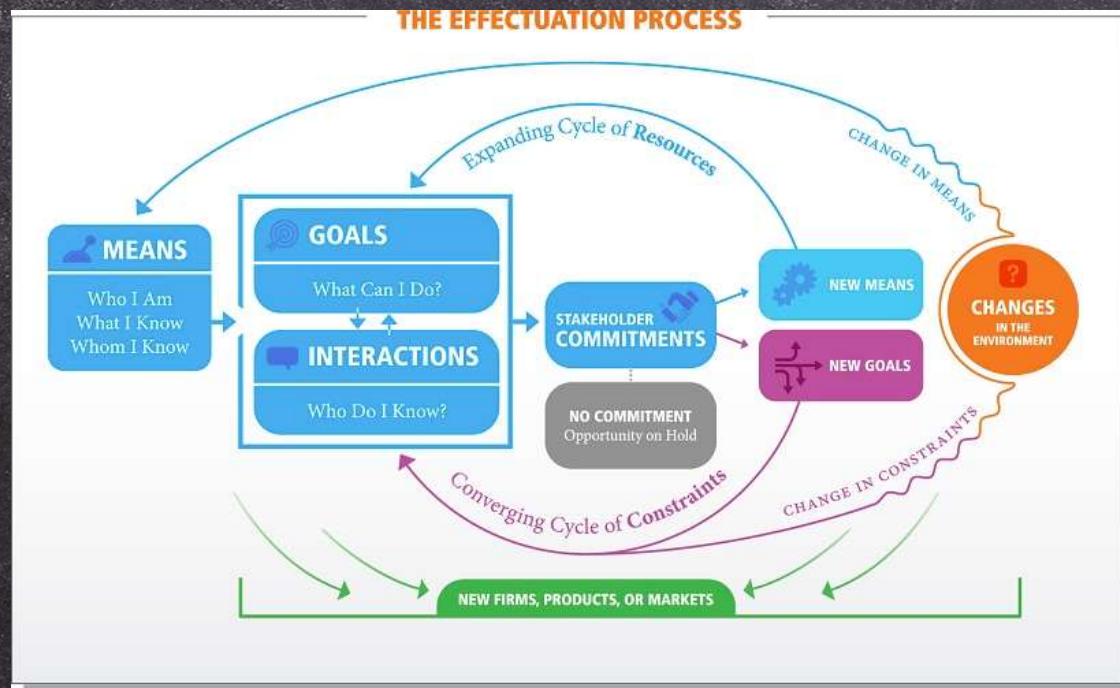 THE EFFECTUATION PROCESS
Expanding Cycle of Resources
CHANGE IN MEANS
MEANS
Who I Am
What I Know
Whom I Know
GOALS
What Can I Do?
INTERACTIONS
Who Do I Know?
STAKEHOLDER
COMMITMENTS
NO COMMITMENT
Opportunity on Hold
NEW MEANS
NEW GOALS
?
CHANGES
IN THE
ENVIRONMENT
Converging Cycle of Constraints
CHANGE IN CONSTRAINTS
NEW FIRMS, PRODUCTS, OR MARKETS